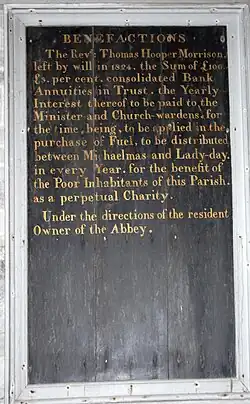 BENEFACTIONS
The Revd. Thomas Hooper Morrison,
left by will in 1824. the Sum of £100.
£3. per cent. consolidated Bank
Annuities in Trust. the Yearly
Interest thereof to be paid to the
Minister and Church-wardens. for
the time, being, to be applied in the
purchase of Fuel, to be distributed
between Michaelmas and Lady-day.
in every Year. for the benefit of
the Poor Inhabitants of this Parish.
as a perpetual Charity.
Under the directions of the resident
Owner of the Abbey.